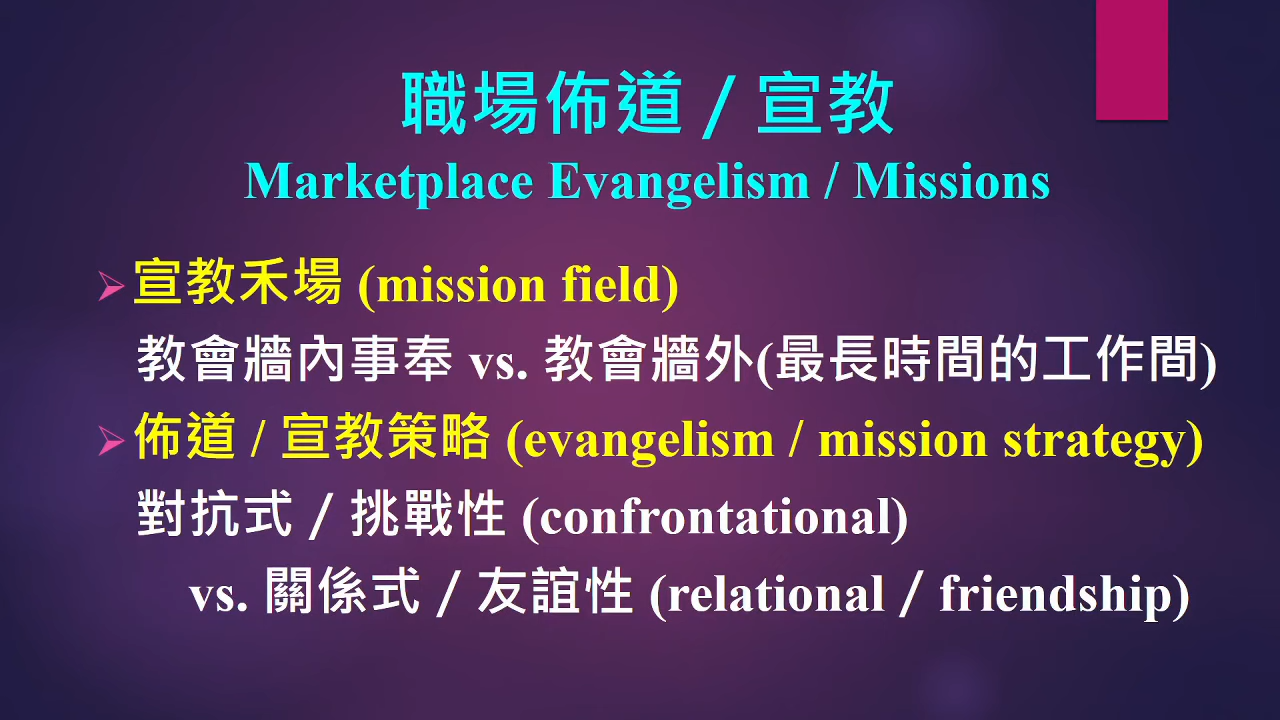 職場佈道 / 宣教
Marketplace Evangelism / Missions
宣教禾場 (mission field)
教會牆內事奉 vs. 教會牆外(最長時間的工作間)
佈道 / 宣教策略 (evangelism / mission strategy)
對抗式 / 挑戰性 (confrontational)
vs. 關係式 / 友誼性 (relational / friendship)